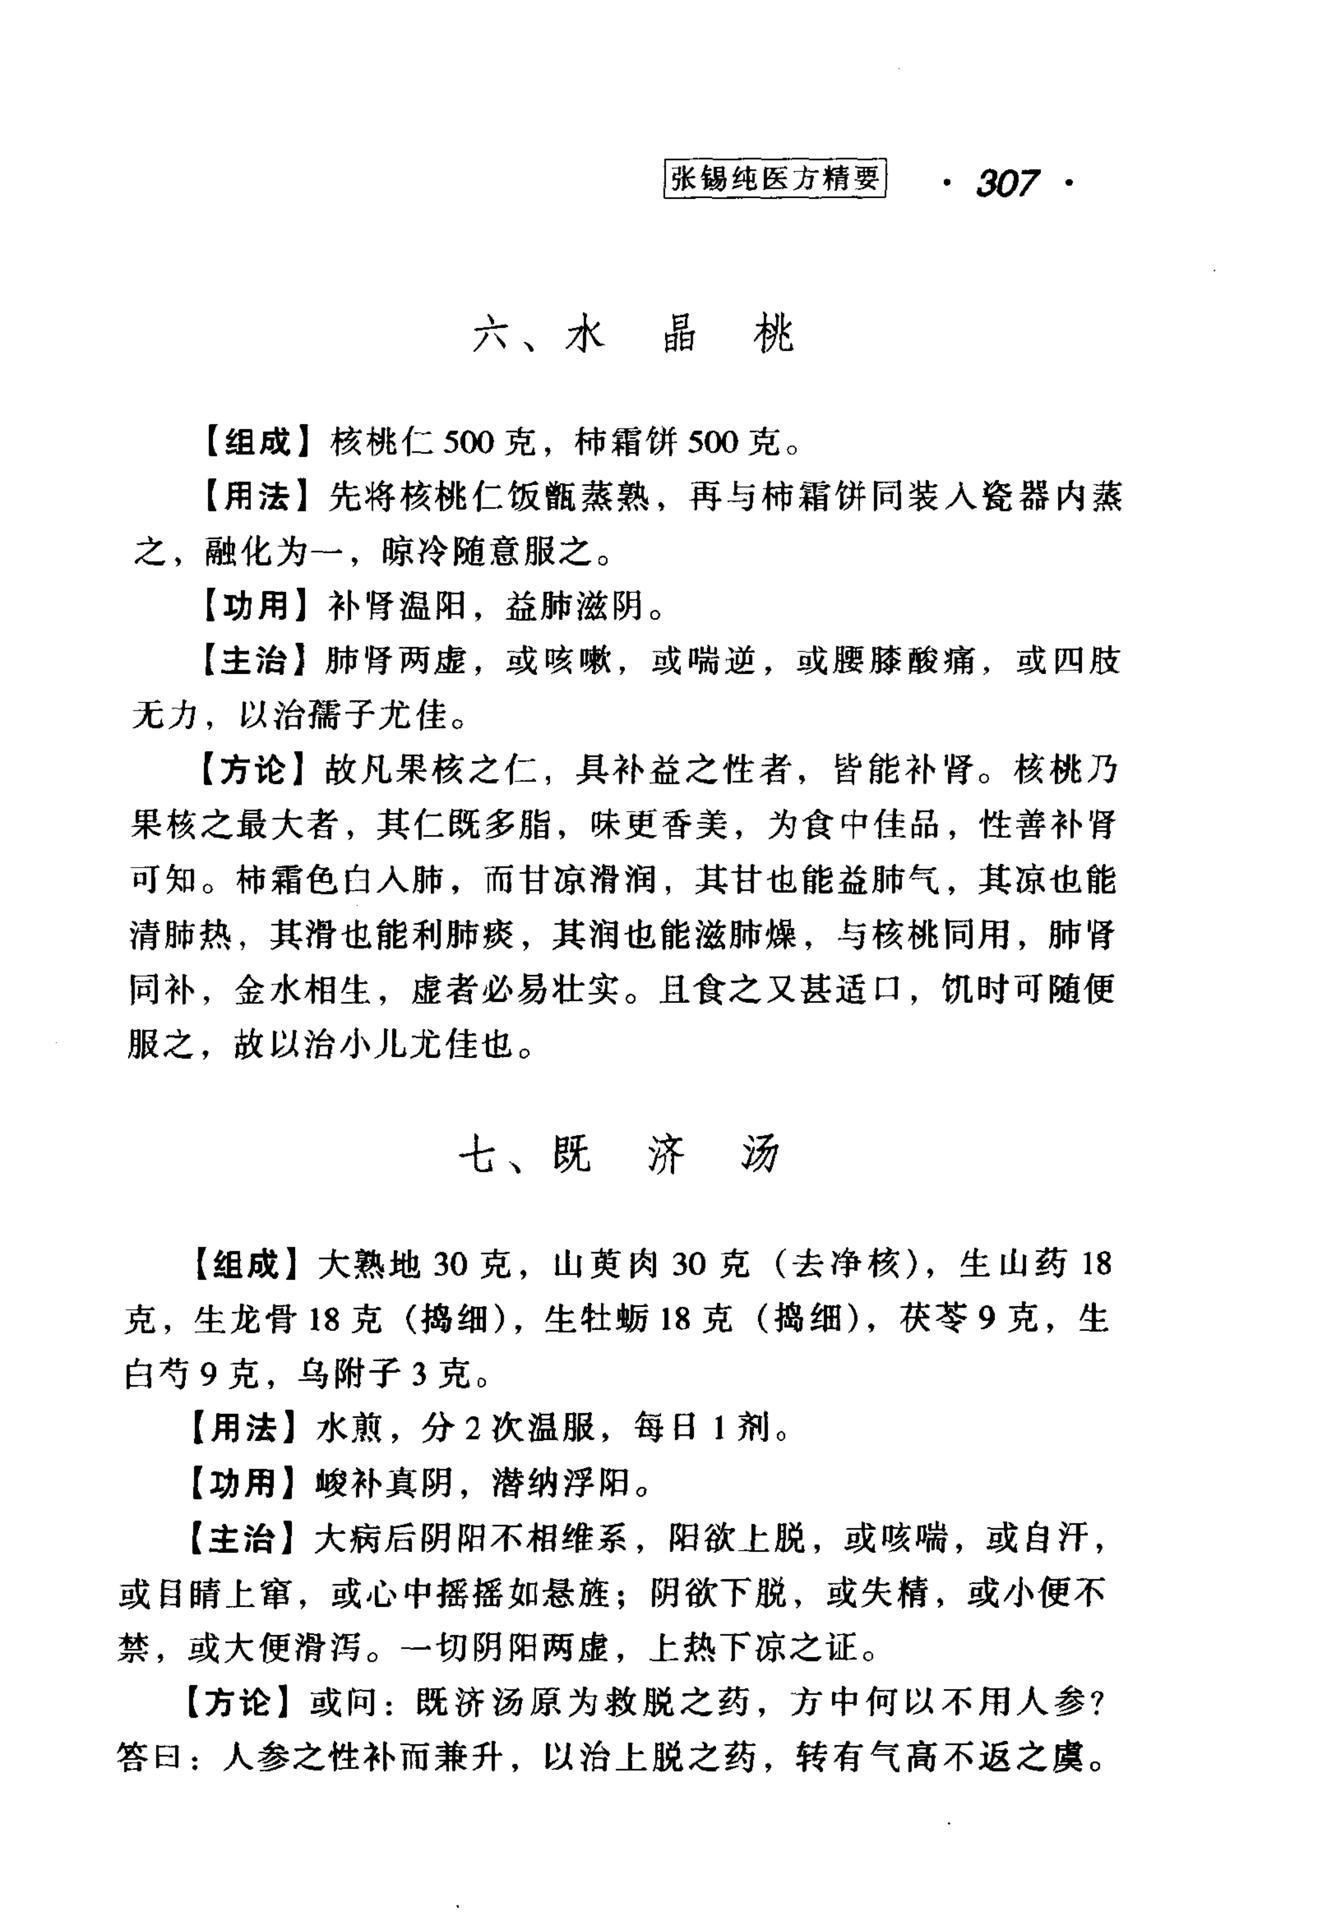 张锡纯医方精要 · 307 ·
六、水 晶 桃
【组成】核桃仁 500 克，柿霜饼 500 克。
【用法】先将核桃仁饭甑蒸熟，再与柿霜饼同装入瓷器内蒸
之，融化为一，晾冷随意服之。
【功用】补肾温阳，益肺滋阴。
【主治】肺肾两虚，或咳嗽，或喘逆，或腰膝酸痛，或四肢
无力，以治孺子尤佳。
【方论】故凡果核之仁，具补益之性者，皆能补肾。核桃乃
果核之最大者，其仁既多脂，味更香美，为食中佳品，性善补肾
可知。柿霜色白入肺，而甘凉滑润，其甘也能益肺气，其凉也能
清肺热，其滑也能利肺痰，其润也能滋肺燥，与核桃同用，肺肾
同补，金水相生，虚者必易壮实。且食之又甚适口，饥时可随便
服之，故以治小儿尤佳也。
七、既 济 汤
【组成】大熟地 30 克，山萸肉 30 克（去净核），生山药 18
克，生龙骨 18 克（捣细），生牡蛎 18 克（捣细），茯苓 9 克，生
白芍 9 克，乌附子 3 克。
【用法】水煎，分 2 次温服，每日 1 剂。
【功用】峻补真阴，潜纳浮阳。
【主治】大病后阴阳不相维系，阳欲上脱，或咳喘，或自汗，
或目睛上窜，或心中摇摇如悬旌；阴欲下脱，或失精，或小便不
禁，或大便滑泻。一切阴阳两虚，上热下凉之证。
【方论】或问：既济汤原为救脱之药，方中何以不用人参？
答曰：人参之性补而兼升，以治上脱之药，转有气高不返之虞。